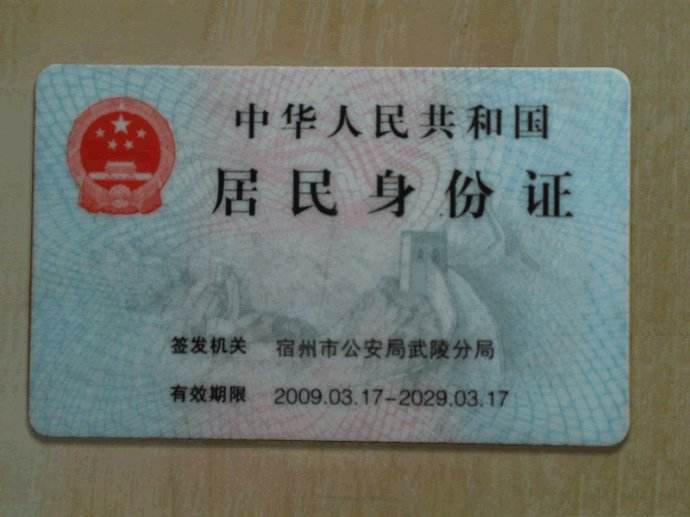 中华人民共和国
居民身份证
签发机关 宿州市公安局武陵分局
有效期限 2009.03.17-2029.03.17